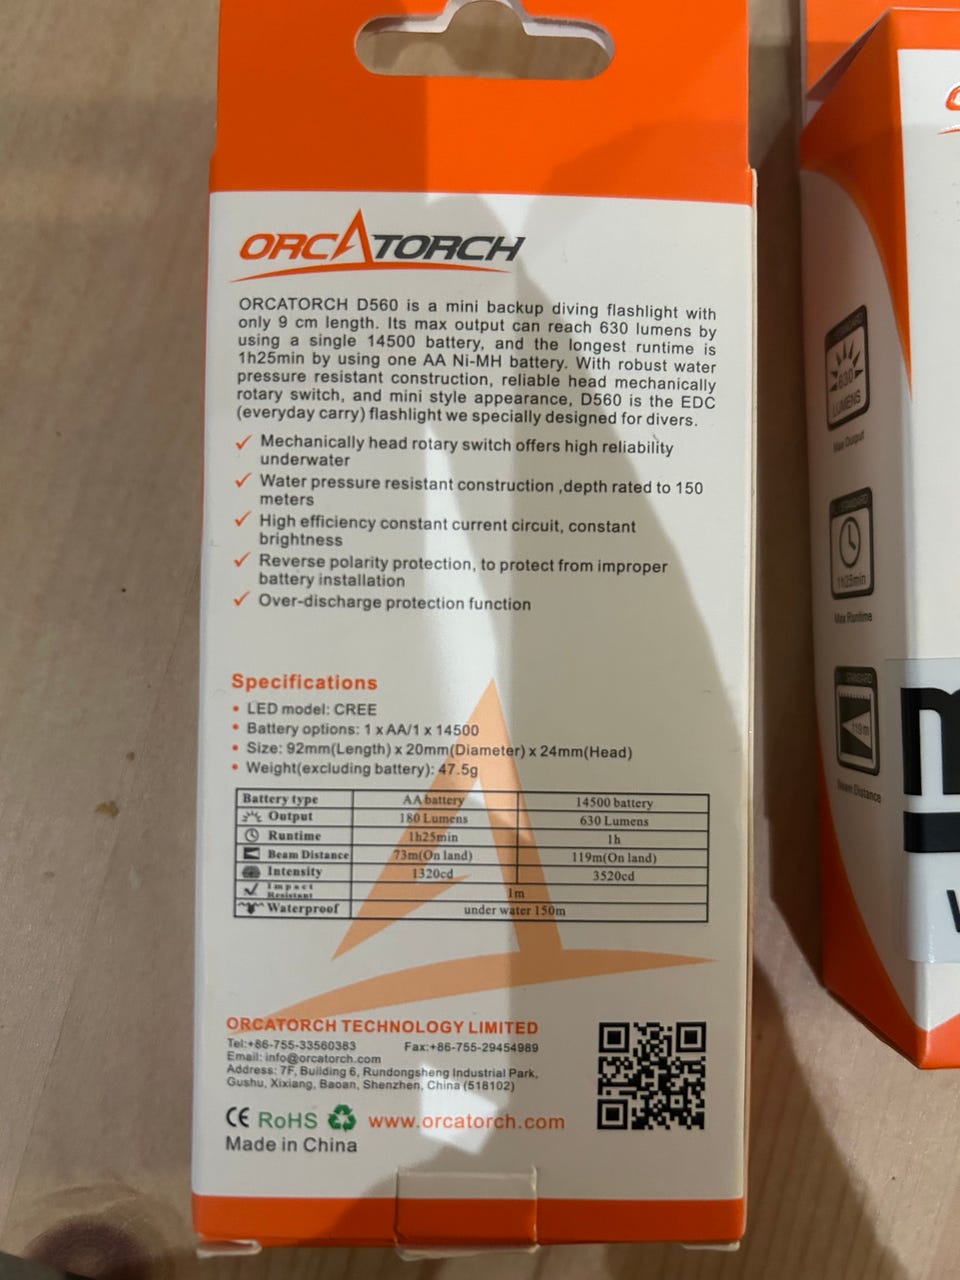 ORCATORCH
ORCATORCH D560 is a mini backup diving flashlight with
only 9 cm length. Its max output can reach 630 lumens by
using a single 14500 battery, and the longest runtime is
1h25min by using one AA Ni-MH battery. With robust water
pressure resistant construction, reliable head mechanically
rotary switch, and mini style appearance, D560 is the EDC
(everyday carry) flashlight we specially designed for divers.
Mechanically head rotary switch offers high reliability
underwater
Water pressure resistant construction ,depth rated to 150
meters
High efficiency constant current circuit, constant
brightness
Reverse polarity protection, to protect from improper
battery installation
Over-discharge protection function
Specifications
• LED model: CREE
• Battery options: 1 x AA/1 x 14500
• Size: 92mm(Length) x 20mm(Diameter) x 24mm(Head)
• Weight(excluding battery): 47.5g
Battery type AA battery 14500 battery
Output 180 Lumens 630 Lumens
Runtime 1h25min 1h
Beam Distance 73m(On land) 119m(On land)
Intensity 1320cd 3520cd
Impact
Resistant 1m
Waterproof under water 150m
ORCATORCH TECHNOLOGY LIMITED
Tel:+86-755-33560383 Fax:+86-755-29454989
Email: info@orcatorch.com
Address: 7F, Building 6, Rundongsheng Industrial Park,
Gushu, Xixiang, Baoan, Shenzhen, China (518102)
CE RoHS www.orcatorch.com
Made in China
STANDARD
630
LUMENS
Max Output
STANDARD
1h25min
Max Runtime
STANDARD
119m
Beam Distance